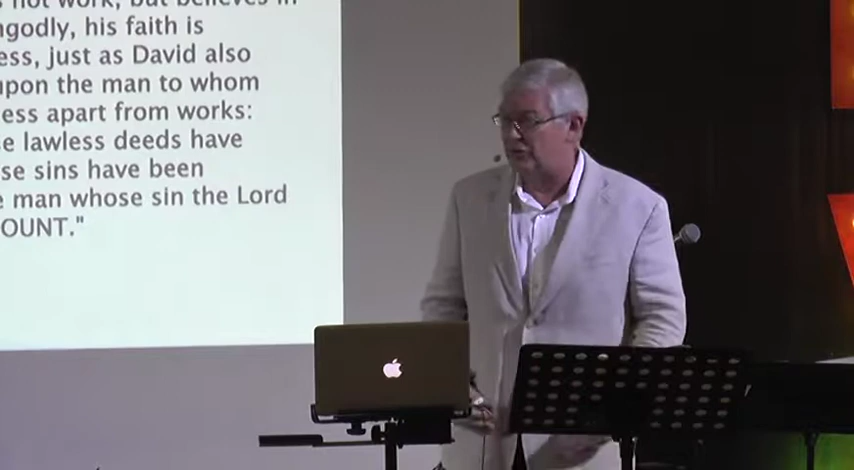 not work, but believes in
ngodly, his faith is
ess, just as David also
upon the man to whom
ess apart from works:
e lawless deeds have
se sins have been
e man whose sin the Lord
OUNT."